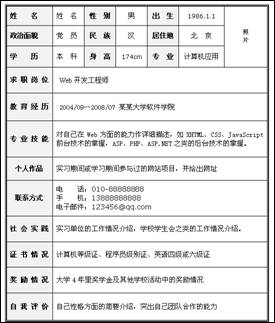 姓 名 姓 名 性 别 男 出 生 1986.1.1 照片
政治面貌 党 员 民 族 汉 居住地 北 京
学 历 本 科 身 高 174cm 专 业 计算机应用
求 职 岗 位 Web 开发工程师
教 育 经 历 2004/09--2008/07 某某大学软件学院
专 业 技 能 对自己在 Web 方面的能力作详细描述，如 XHTML、CSS、JavaScript
前台技术的掌握，ASP、PHP、ASP.NET 之类的后台技术的掌握。
个人作品 实习期间或学习期间参与过的网站项目，并给出网址
联系方式 电 话：010-88888888
手 机：13888888888
电子邮件：123456@qq.com
社 会 实 践 实习单位的工作情况介绍，学校学生会之类的工作情况介绍。
证 书 情 况 计算机等级证、程序员级别证、英语四级或六级证
奖 励 情 况 大学 4 年里奖学金及其他学校活动中的奖励情况
自 我 评 价 自己性格方面的简要介绍，突出自己团队合作的能力